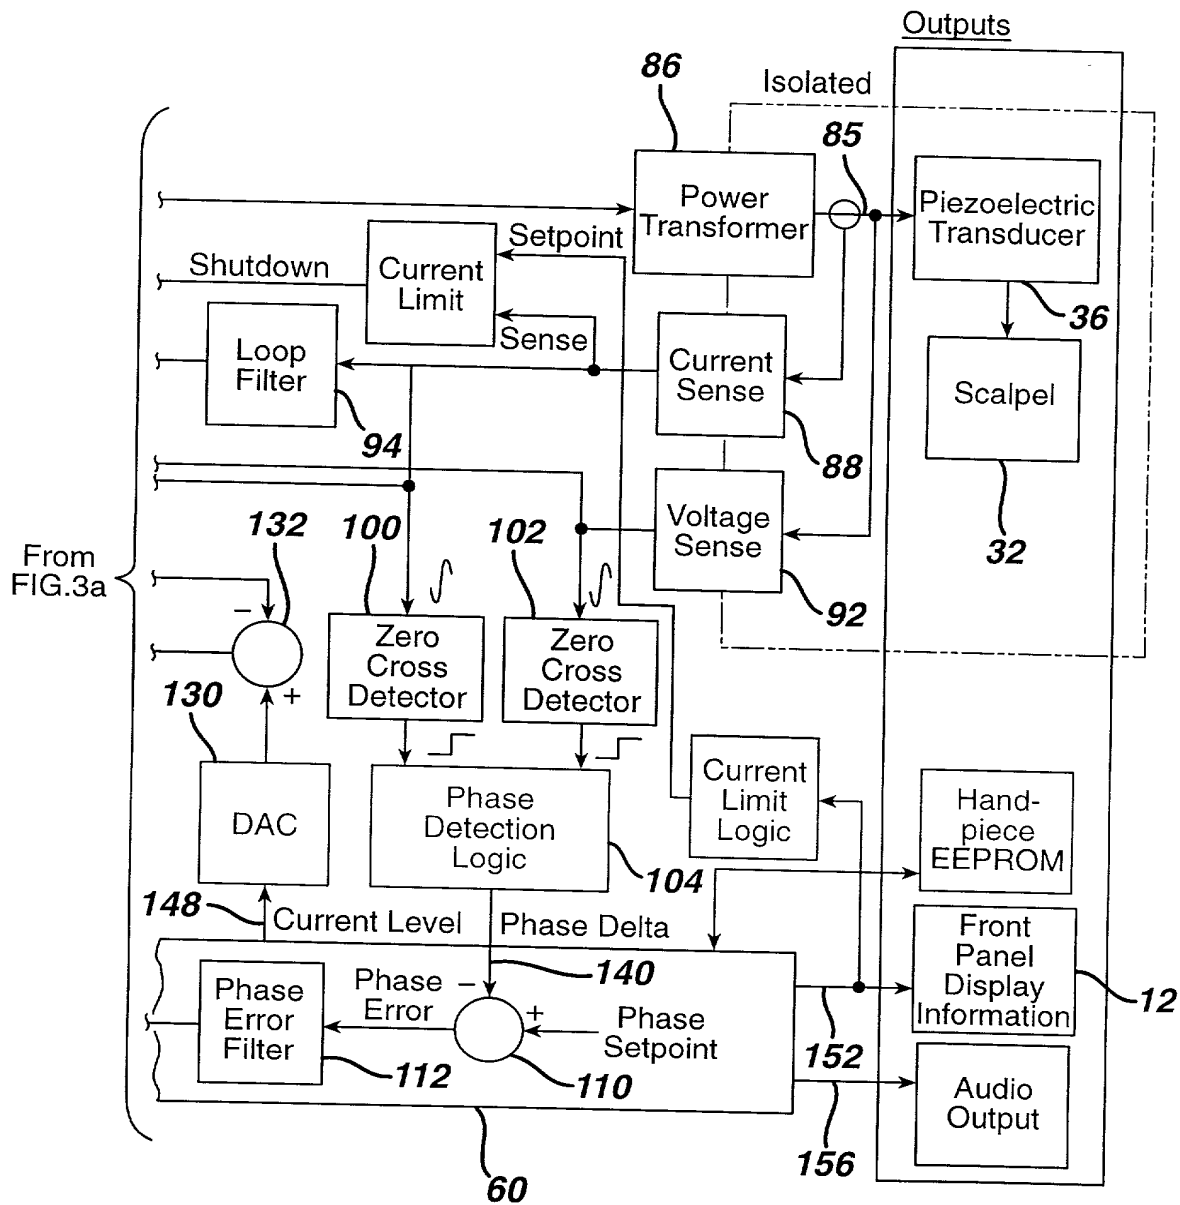 Outputs
86
Isolated
85
Power
Transformer
Piezoelectric
Transducer
36
Setpoint
Shutdown
Current
Limit
Sense
Loop
Filter
94
Current
Sense
88
Scalpel
32
132
100
102
Voltage
Sense
92
From
FIG.3a
−
+
130
Zero
Cross
Detector
Zero
Cross
Detector
DAC
Phase
Detection
Logic
104
Current
Limit
Logic
Hand-
piece
EEPROM
148
Current Level
Phase Delta
140
Front
Panel
Display
Information
12
Phase
Error
Filter
112
Phase
Error
−
+
Phase
Setpoint
110
152
Audio
Output
156
60